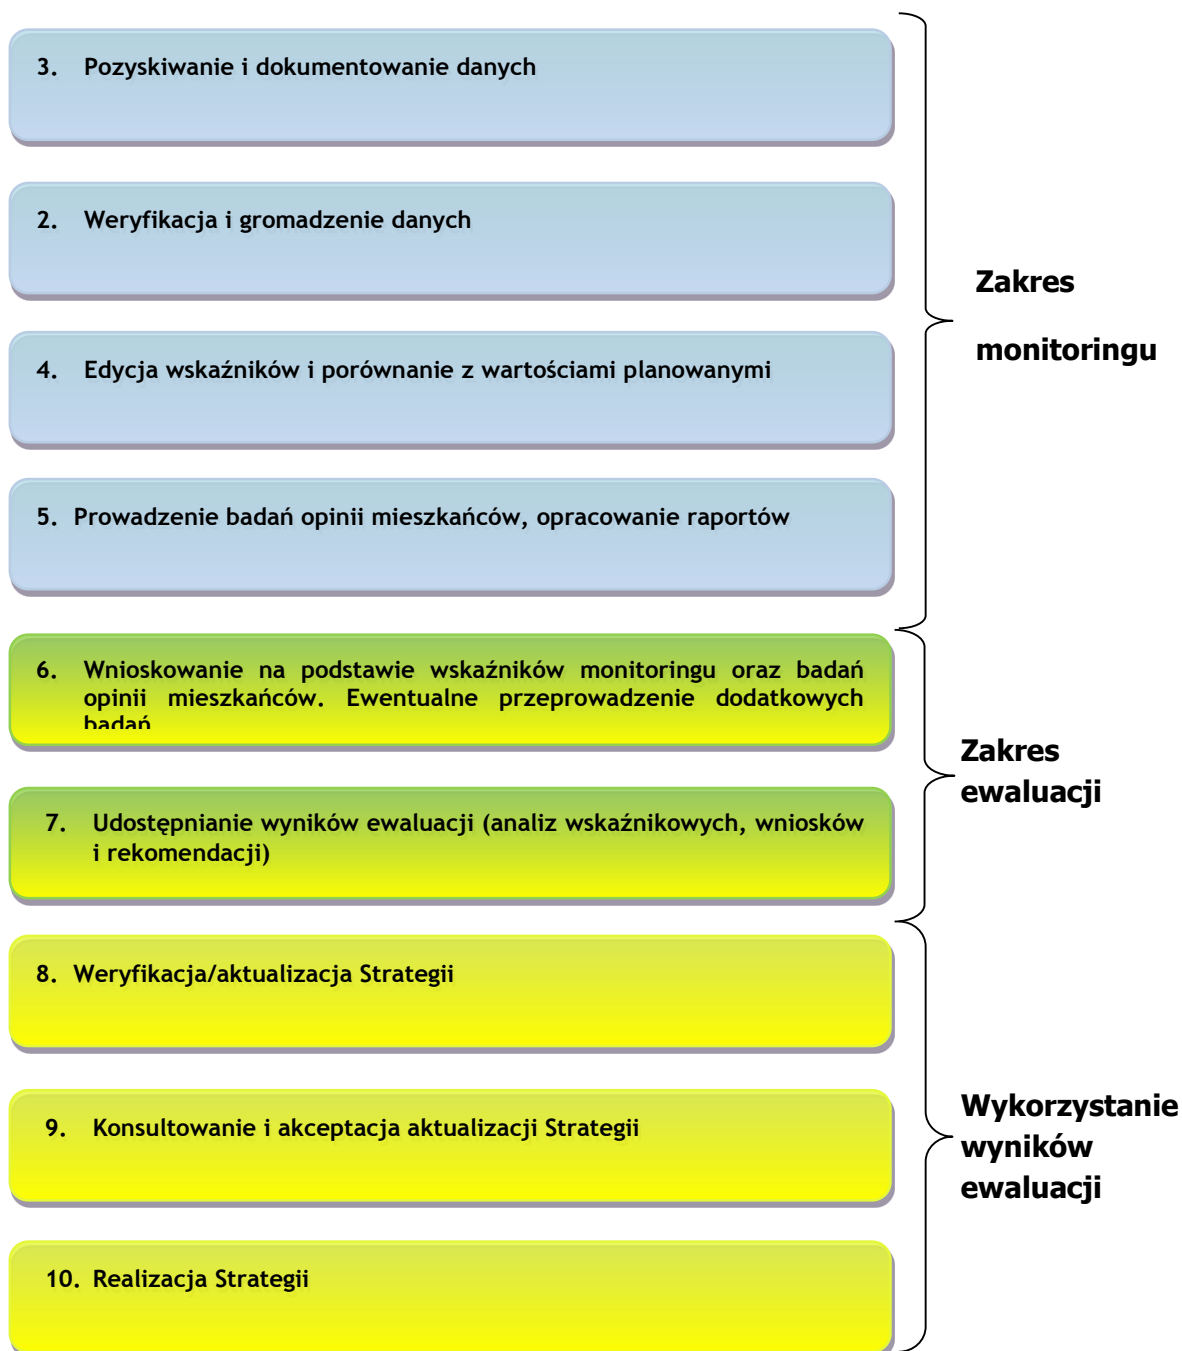 3. Pozyskiwanie i dokumentowanie danych
2. Weryfikacja i gromadzenie danych
4. Edycja wskaźników i porównanie z wartościami planowanymi
5. Prowadzenie badań opinii mieszkańców, opracowanie raportów
Zakres
monitoringu
6. Wnioskowanie na podstawie wskaźników monitoringu oraz badań
opinii mieszkańców. Ewentualne przeprowadzenie dodatkowych
badań
7. Udostępnianie wyników ewaluacji (analiz wskaźnikowych, wniosków
i rekomendacji)
Zakres
ewaluacji
8. Weryfikacja/aktualizacja Strategii
9. Konsultowanie i akceptacja aktualizacji Strategii
10. Realizacja Strategii
Wykorzystanie
wyników
ewaluacji